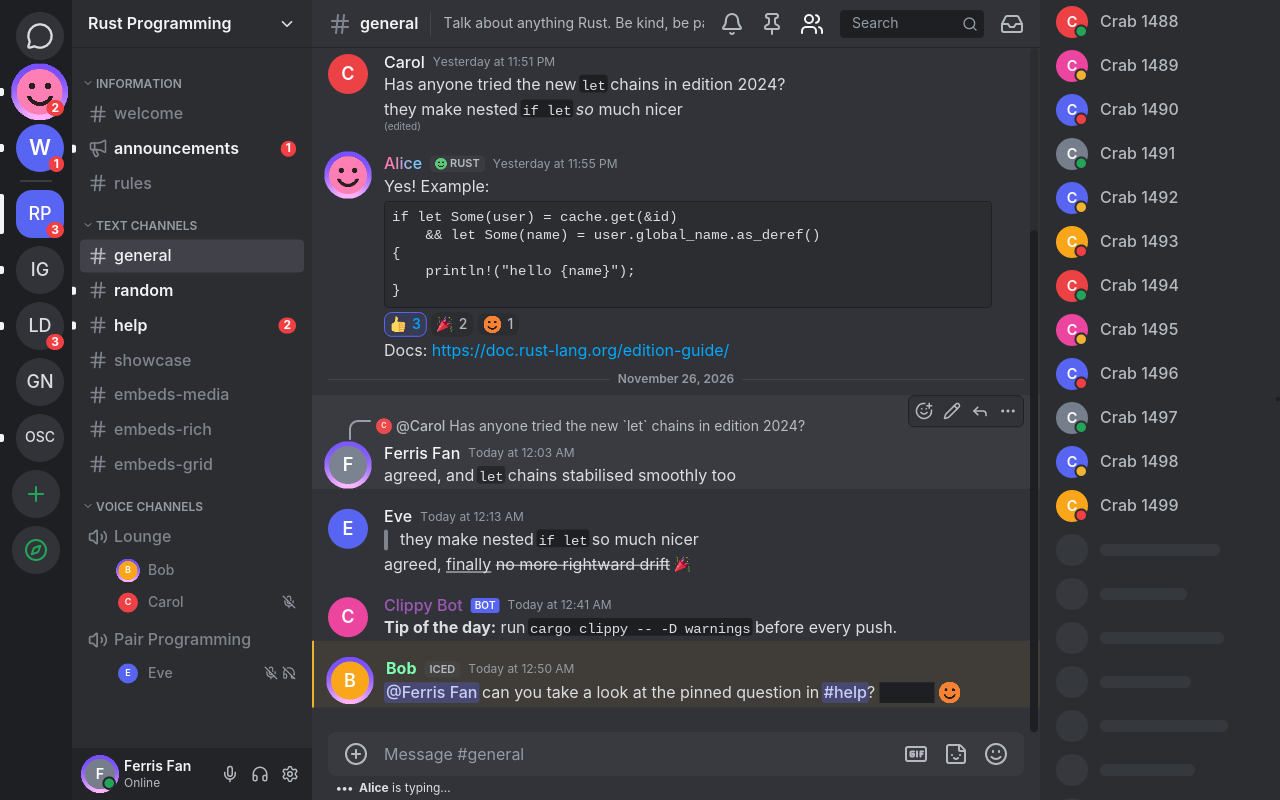 Rust Programming
general
Talk about anything Rust. Be kind, be pa
Search
2
W
1
RP
3
IG
LD
3
GN
OSC
INFORMATION
welcome
announcements
1
rules
TEXT CHANNELS
general
random
help
2
showcase
embeds-media
embeds-rich
embeds-grid
VOICE CHANNELS
Lounge
B
Bob
C
Carol
Pair Programming
E
Eve
F
Ferris Fan
Online
C
Carol Yesterday at 11:51 PM
Has anyone tried the new let chains in edition 2024?
they make nested if let so much nicer
(edited)
Alice RUST Yesterday at 11:55 PM
Yes! Example:
if let Some(user) = cache.get(&id)
    && let Some(name) = user.global_name.as_deref()
{
    println!("hello {name}");
}
3 2 1
Docs: https://doc.rust-lang.org/edition-guide/
November 26, 2026
C @Carol Has anyone tried the new `let` chains in edition 2024?
F
Ferris Fan Today at 12:03 AM
agreed, and let chains stabilised smoothly too
E
Eve Today at 12:13 AM
they make nested if let so much nicer
agreed, finally no more rightward drift
C
Clippy Bot BOT Today at 12:41 AM
Tip of the day: run cargo clippy -- -D warnings before every push.
B
Bob ICED Today at 12:50 AM
@Ferris Fan can you take a look at the pinned question in #help?
Message #general
GIF
Alice is typing...
C Crab 1488
C Crab 1489
C Crab 1490
C Crab 1491
C Crab 1492
C Crab 1493
C Crab 1494
C Crab 1495
C Crab 1496
C Crab 1497
C Crab 1498
C Crab 1499